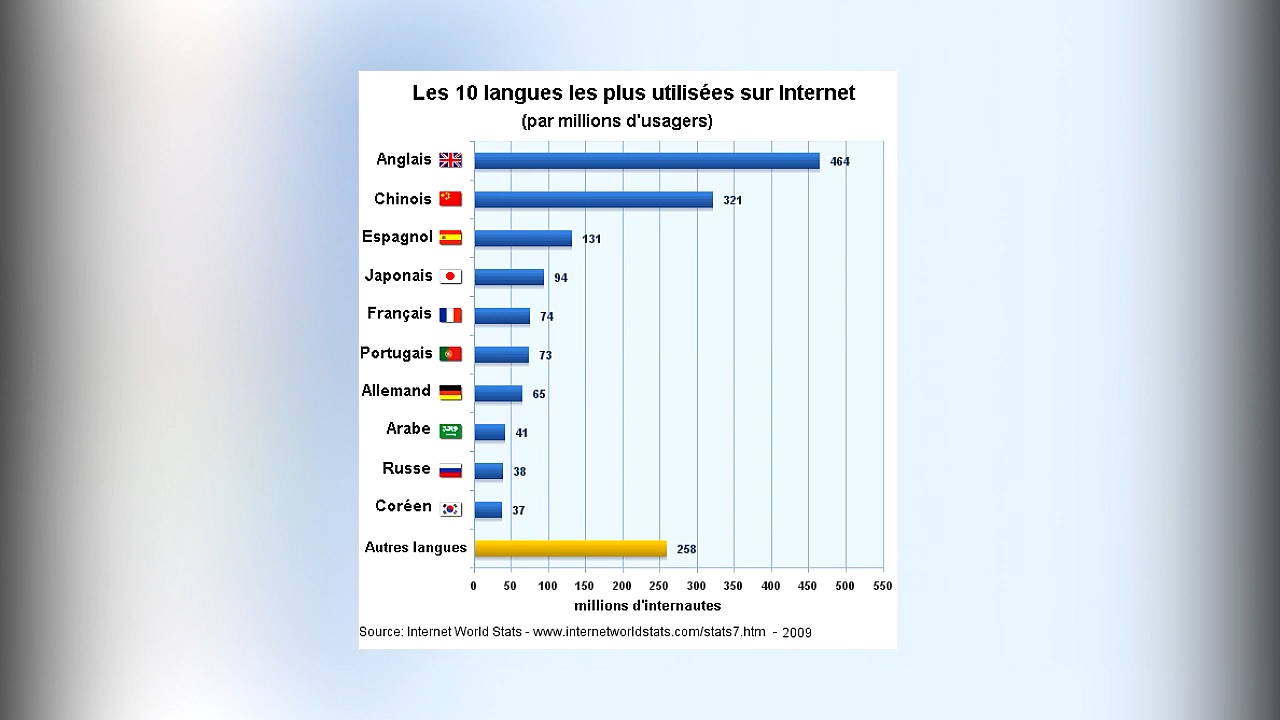 Les 10 langues les plus utilisées sur Internet
(par millions d'usagers)
Anglais 464
Chinois 321
Espagnol 131
Japonais 94
Français 74
Portugais 73
Allemand 65
Arabe 41
Russe 38
Coréen 37
Autres langues 258
0 50 100 150 200 250 300 350 400 450 500 550
millions d'internautes
Source: Internet World Stats - www.internetworldstats.com/stats7.htm - 2009